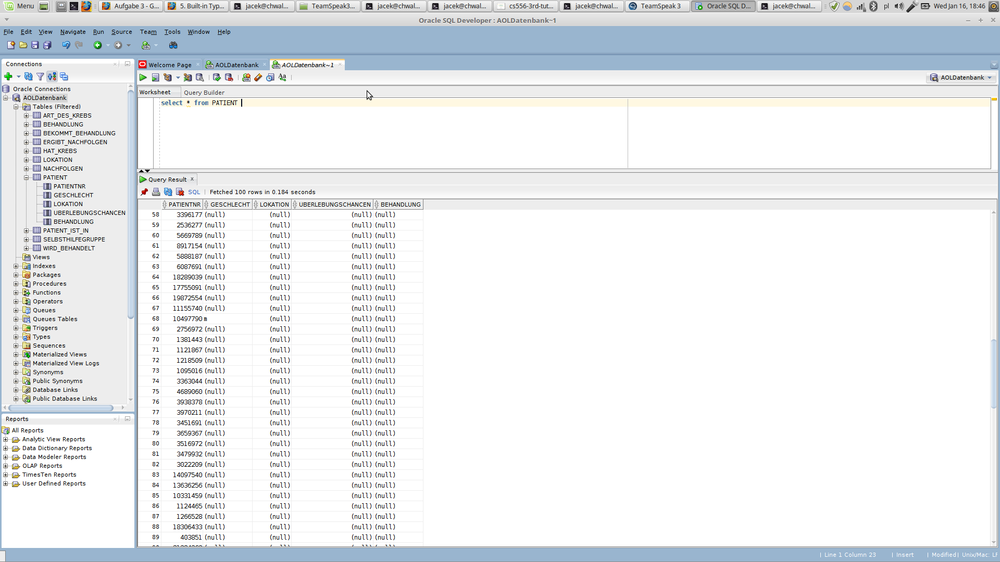 Menu
Aufgabe 3 - G...
5. Built-in Typ...
jacek@chwal...
TeamSpeak3...
jacek@chwal...
jacek@chwal...
cs556-3rd-tut...
jacek@chwal...
TeamSpeak 3
Oracle SQL D...
jacek@chwal...
pl
Wed Jan 16, 18:46
Oracle SQL Developer : AOLDatenbank~1
File Edit View Navigate Run Source Team Tools Window Help
Connections
Oracle Connections
AOLDatenbank
Tables (Filtered)
ART_DES_KREBS
BEHANDLUNG
BEKOMMT_BEHANDLUNG
ERGIBT_NACHFOLGEN
HAT_KREBS
LOKATION
NACHFOLGEN
PATIENT
PATIENTNR
GESCHLECHT
LOKATION
UBERLEBUNGSCHANCEN
BEHANDLUNG
PATIENT_IST_IN
SELBSTHILFEGRUPPE
WIRD_BEHANDELT
Views
Indexes
Packages
Procedures
Functions
Operators
Queues
Queues Tables
Triggers
Types
Sequences
Materialized Views
Materialized View Logs
Synonyms
Public Synonyms
Database Links
Public Database Links
Reports
All Reports
Analytic View Reports
Data Dictionary Reports
Data Modeler Reports
OLAP Reports
TimesTen Reports
User Defined Reports
Welcome Page
AOLDatenbank
AOLDatenbank~1
SQL
Aa
AOLDatenbank
Worksheet
Query Builder
select * from PATIENT
Query Result
SQL | Fetched 100 rows in 0.184 seconds
PATIENTNR GESCHLECHT LOKATION UBERLEBUNGSCHANCEN BEHANDLUNG
58 3396177 (null) (null) (null) (null)
59 2536277 (null) (null) (null) (null)
60 5669789 (null) (null) (null) (null)
61 8917154 (null) (null) (null) (null)
62 5888187 (null) (null) (null) (null)
63 6087691 (null) (null) (null) (null)
64 18289039 (null) (null) (null) (null)
65 17755091 (null) (null) (null) (null)
66 19872554 (null) (null) (null) (null)
67 11155740 (null) (null) (null) (null)
68 10497790 m (null) (null) (null)
69 2756972 (null) (null) (null) (null)
70 1381443 (null) (null) (null) (null)
71 1121867 (null) (null) (null) (null)
72 1218509 (null) (null) (null) (null)
73 1095016 (null) (null) (null) (null)
74 3363044 (null) (null) (null) (null)
75 4689060 (null) (null) (null) (null)
76 3938378 (null) (null) (null) (null)
77 3970211 (null) (null) (null) (null)
78 3451691 (null) (null) (null) (null)
79 3659367 (null) (null) (null) (null)
80 3516972 (null) (null) (null) (null)
81 3479932 (null) (null) (null) (null)
82 3022209 (null) (null) (null) (null)
83 14097540 (null) (null) (null) (null)
84 13636256 (null) (null) (null) (null)
85 10331459 (null) (null) (null) (null)
86 1124465 (null) (null) (null) (null)
87 1266528 (null) (null) (null) (null)
88 18306433 (null) (null) (null) (null)
89 403851 (null) (null) (null) (null)
| Line 1 Column 23 | Insert | Modified | Unix/Mac: LF